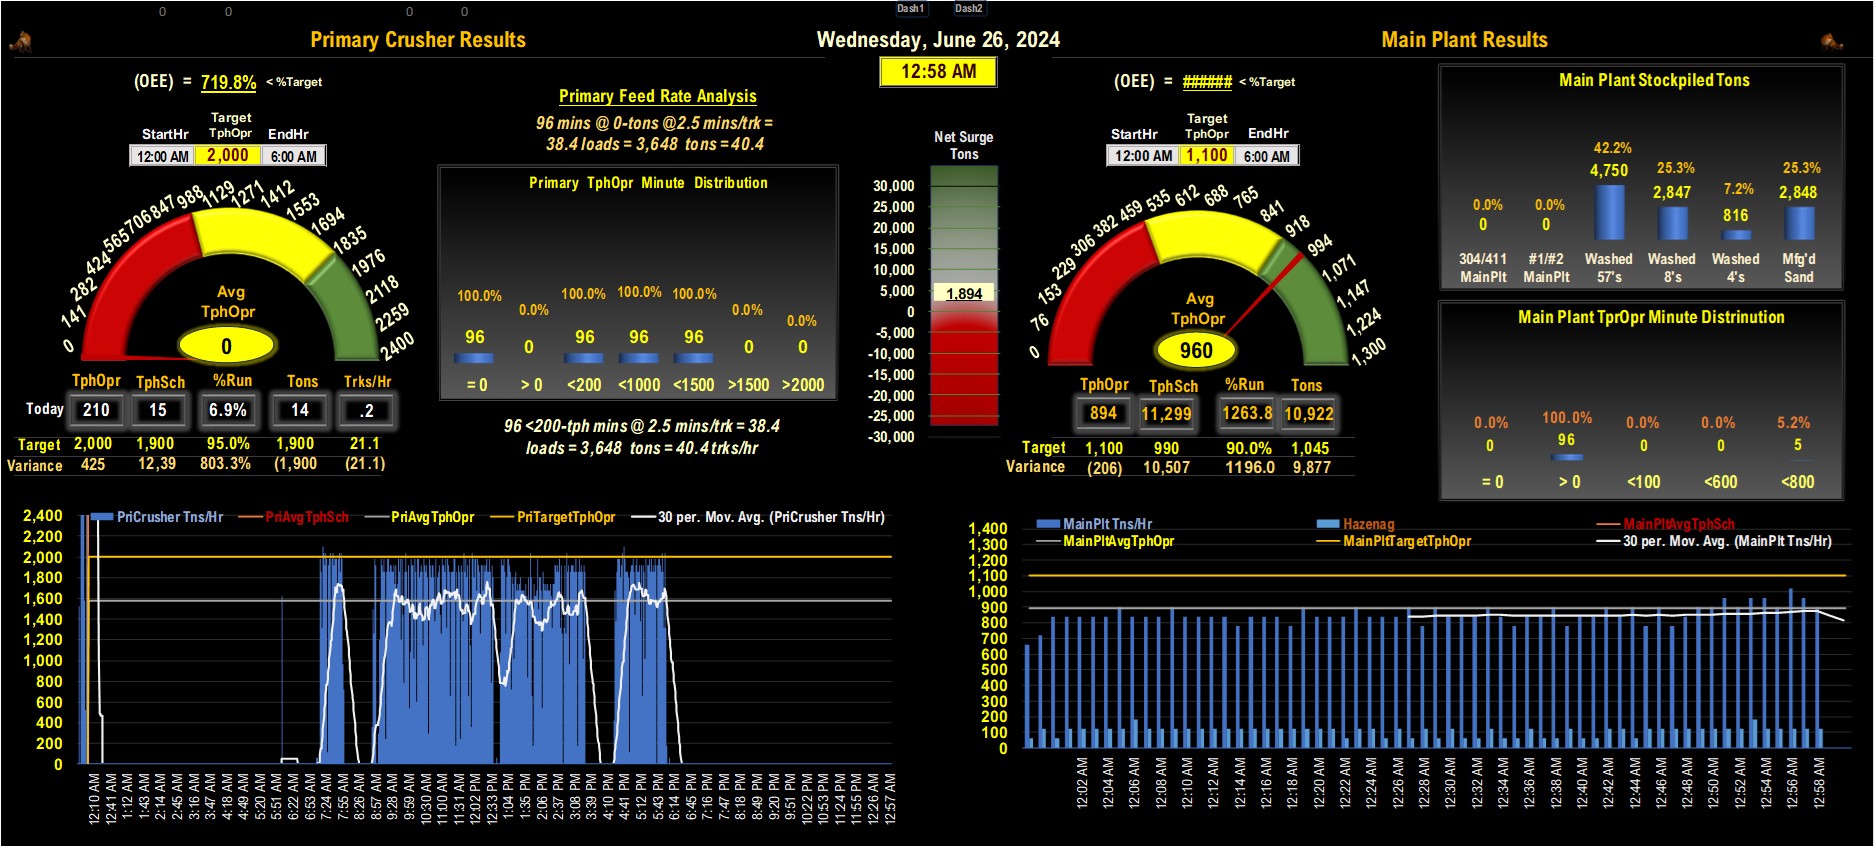 0 0 0 0
Dash1 Dash2
Primary Crusher Results
Wednesday, June 26, 2024
Main Plant Results
12:58 AM
(OEE) = 719.8% < %Target
Target
StartHr TphOpr EndHr
12:00 AM 2,000 6:00 AM
0 141 282 424 565 706 847 988 1129 1271 1412 1553 1694 1835 1976 2118 2259 2400
Avg
TphOpr
0
TphOpr TphSch %Run Tons Trks/Hr
Today 210 15 6.9% 14 .2
Target 2,000 1,900 95.0% 1,900 21.1
Variance 425 12,39 803.3% (1,900 (21.1)
Primary Feed Rate Analysis
96 mins @ 0-tons @2.5 mins/trk =
38.4 loads = 3,648 tons = 40.4
Primary TphOpr Minute Distribution
100.0% 0.0% 100.0% 100.0% 100.0% 0.0% 0.0%
96 0 96 96 96 0 0
= 0 > 0 <200 <1000 <1500 >1500 >2000
96 <200-tph mins @ 2.5 mins/trk = 38.4
loads = 3,648 tons = 40.4 trks/hr
Net Surge
Tons
30,000
25,000
20,000
15,000
10,000
5,000
1,894
0
-5,000
-10,000
-15,000
-20,000
-25,000
-30,000
(OEE) = ###### < %Target
Target
StartHr TphOpr EndHr
12:00 AM 1,100 6:00 AM
0 76 153 229 306 382 459 535 612 688 765 841 918 994 1,071 1,147 1,224 1,300
Avg
TphOpr
960
TphOpr TphSch %Run Tons
894 11,299 1263.8 10,922
Target 1,100 990 90.0% 1,045
Variance (206) 10,507 1196.0 9,877
Main Plant Stockpiled Tons
0.0% 0.0% 42.2% 25.3% 7.2% 25.3%
0 0 4,750 2,847 816 2,848
304/411 #1/#2 Washed Washed Washed Mfg'd
MainPlt MainPlt 57's 8's 4's Sand
Main Plant TprOpr Minute Distrinution
0.0% 100.0% 0.0% 0.0% 5.2%
0 96 0 0 5
= 0 > 0 <100 <600 <800
PriCrusher Tns/Hr PriAvgTphSch PriAvgTphOpr PriTargetTphOpr 30 per. Mov. Avg. (PriCrusher Tns/Hr)
2,400
2,200
2,000
1,800
1,600
1,400
1,200
1,000
800
600
400
200
0
12:10 AM 12:41 AM 1:12 AM 1:43 AM 2:14 AM 2:45 AM 3:16 AM 3:47 AM 4:18 AM 4:49 AM 5:20 AM 5:51 AM 6:22 AM 6:53 AM 7:24 AM 7:55 AM 8:26 AM 8:57 AM 9:28 AM 9:59 AM 10:30 AM 11:00 AM 11:31 AM 12:02 PM 12:33 PM 1:04 PM 1:35 PM 2:06 PM 2:37 PM 3:08 PM 3:39 PM 4:10 PM 4:41 PM 5:12 PM 5:43 PM 6:14 PM 6:45 PM 7:16 PM 7:47 PM 8:18 PM 8:49 PM 9:20 PM 9:51 PM 10:22 PM 10:53 PM 11:24 PM 11:55 PM 12:26 AM 12:57 AM
MainPlt Tns/Hr Hazenag MainPltAvgTphSch
MainPltAvgTphOpr MainPltTargetTphOpr 30 per. Mov. Avg. (MainPlt Tns/Hr)
1,400
1,300
1,200
1,100
1,000
900
800
700
600
500
400
300
200
100
0
12:02 AM 12:04 AM 12:06 AM 12:08 AM 12:10 AM 12:12 AM 12:14 AM 12:16 AM 12:18 AM 12:20 AM 12:22 AM 12:24 AM 12:26 AM 12:28 AM 12:30 AM 12:32 AM 12:34 AM 12:36 AM 12:38 AM 12:40 AM 12:42 AM 12:44 AM 12:46 AM 12:48 AM 12:50 AM 12:52 AM 12:54 AM 12:56 AM 12:58 AM